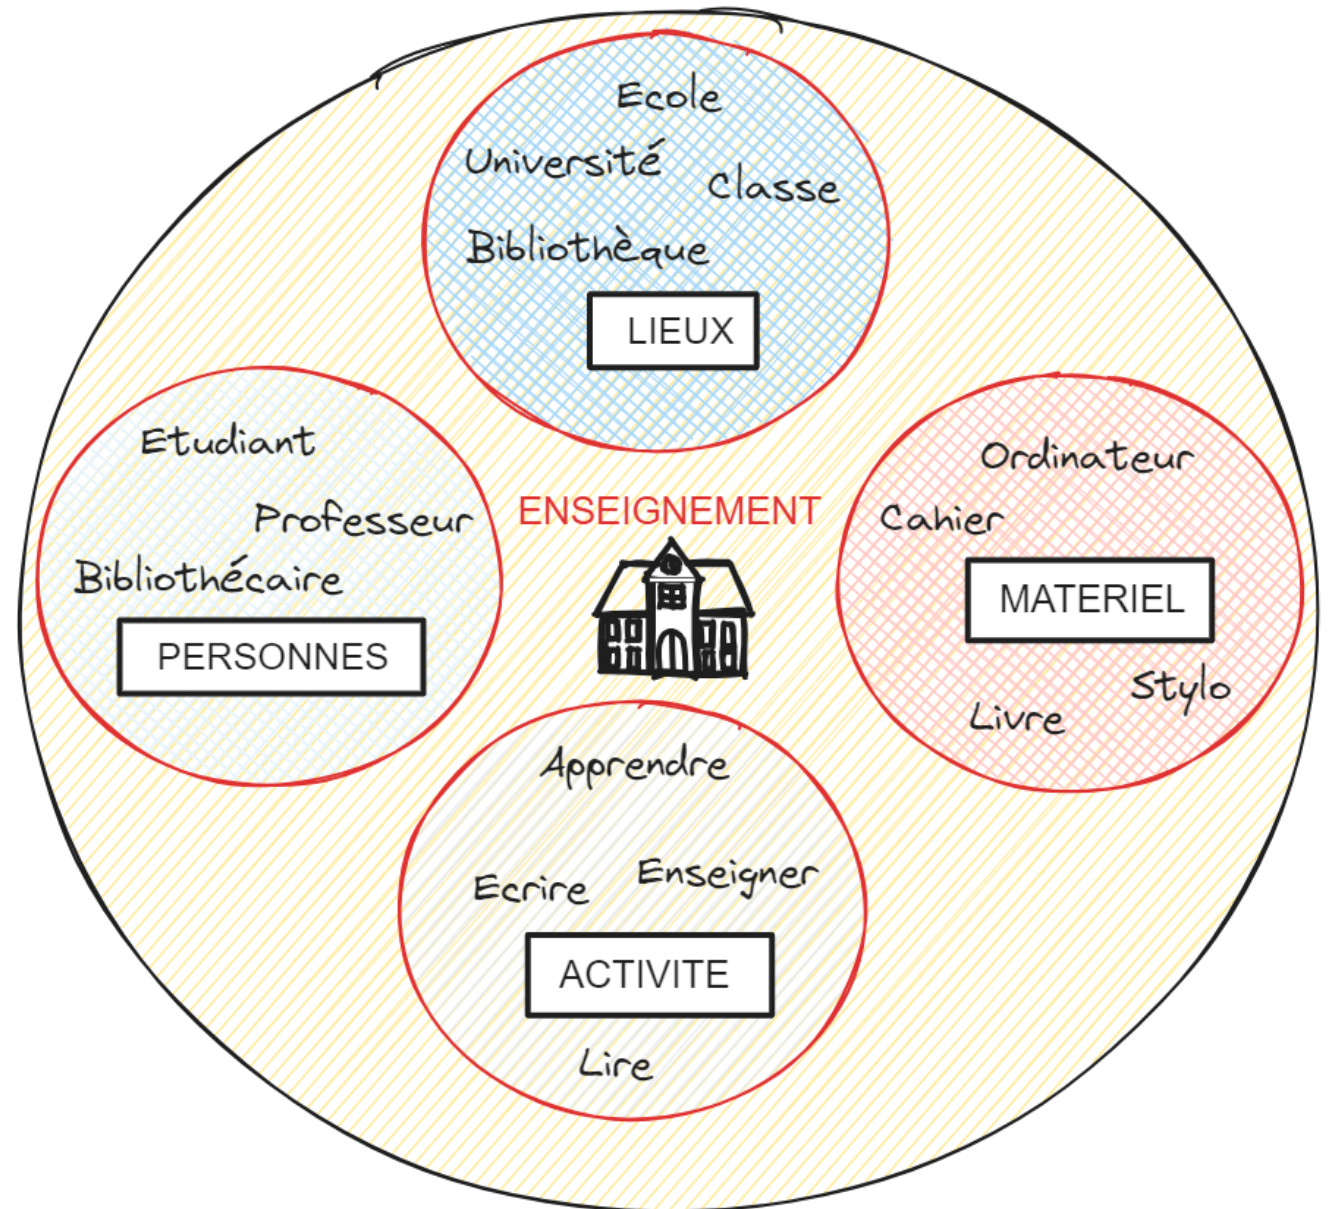 Ecole
Université
Classe
Bibliothèque
LIEUX
Etudiant
Professeur
Bibliothécaire
PERSONNES
ENSEIGNEMENT
Ordinateur
Cahier
MATERIEL
Stylo
Livre
Apprendre
Ecrire
Enseigner
ACTIVITE
Lire